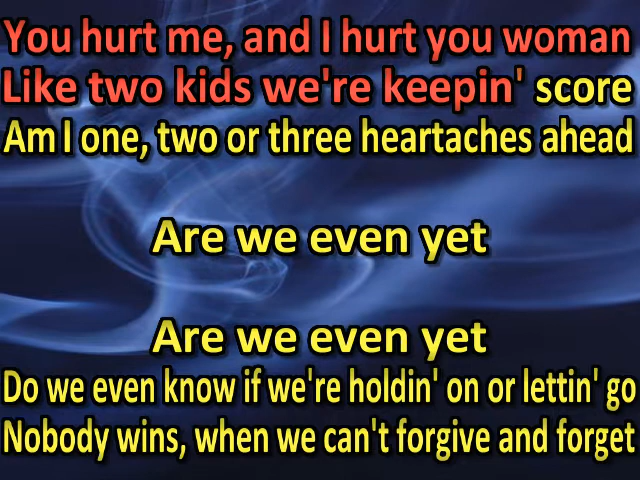 You hurt me, and I hurt you woman
Like two kids we're keepin' score
Am I one, two or three heartaches ahead
Are we even yet
Are we even yet
Do we even know if we're holdin' on or lettin' go
Nobody wins, when we can't forgive and forget